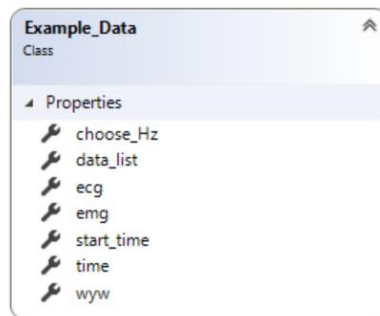 Example_Data
Class
Properties
choose_Hz
data_list
ecg
emg
start_time
time
wyw